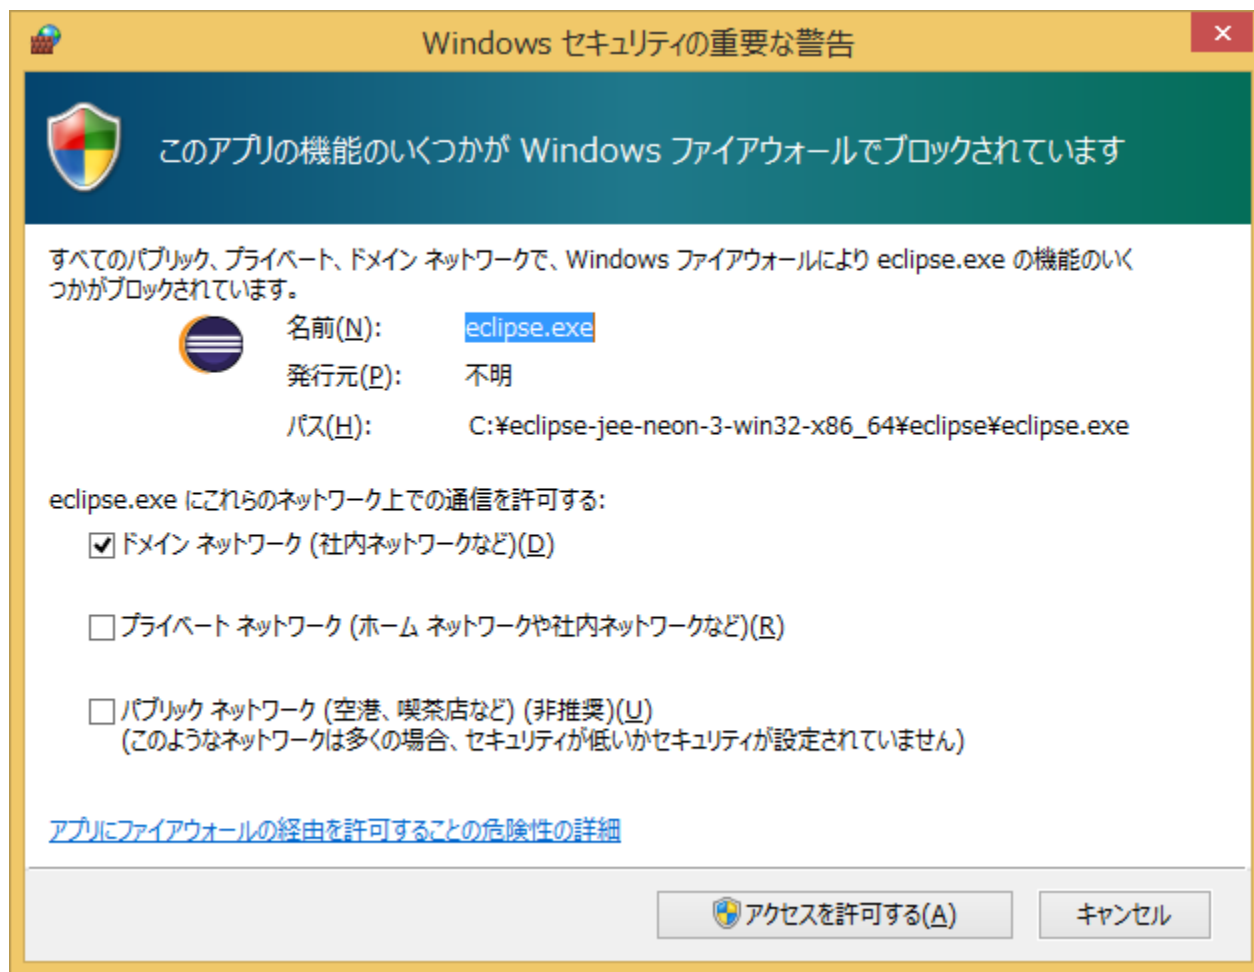 Windows セキュリティの重要な警告
このアプリの機能のいくつかが Windows ファイアウォールでブロックされています
すべてのパブリック、プライベート、ドメイン ネットワークで、Windows ファイアウォールにより eclipse.exe の機能のいく
つかがブロックされています。
名前(N): eclipse.exe
発行元(P): 不明
パス(H): C:¥eclipse-jee-neon-3-win32-x86_64¥eclipse¥eclipse.exe
eclipse.exe にこれらのネットワーク上での通信を許可する:
ドメイン ネットワーク (社内ネットワークなど)(D)
プライベート ネットワーク (ホーム ネットワークや社内ネットワークなど)(R)
パブリック ネットワーク (空港、喫茶店など) (非推奨)(U)
(このようなネットワークは多くの場合、セキュリティが低いかセキュリティが設定されていません)
アプリにファイアウォールの経由を許可することの危険性の詳細
アクセスを許可する(A) キャンセル